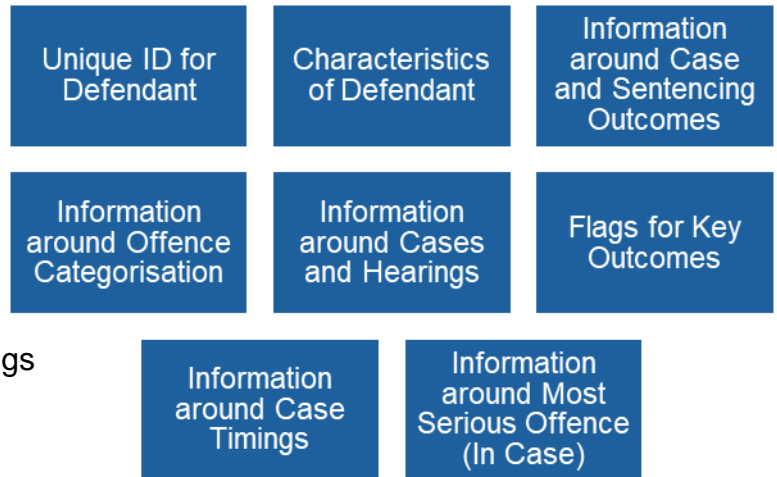 Unique ID for
Defendant
Characteristics
of Defendant
Information
around Case
and Sentencing
Outcomes
Information
around Offence
Categorisation
Information
around Cases
and Hearings
Flags for Key
Outcomes
gs
Information
around Case
Timings
Information
around Most
Serious Offence
(In Case)